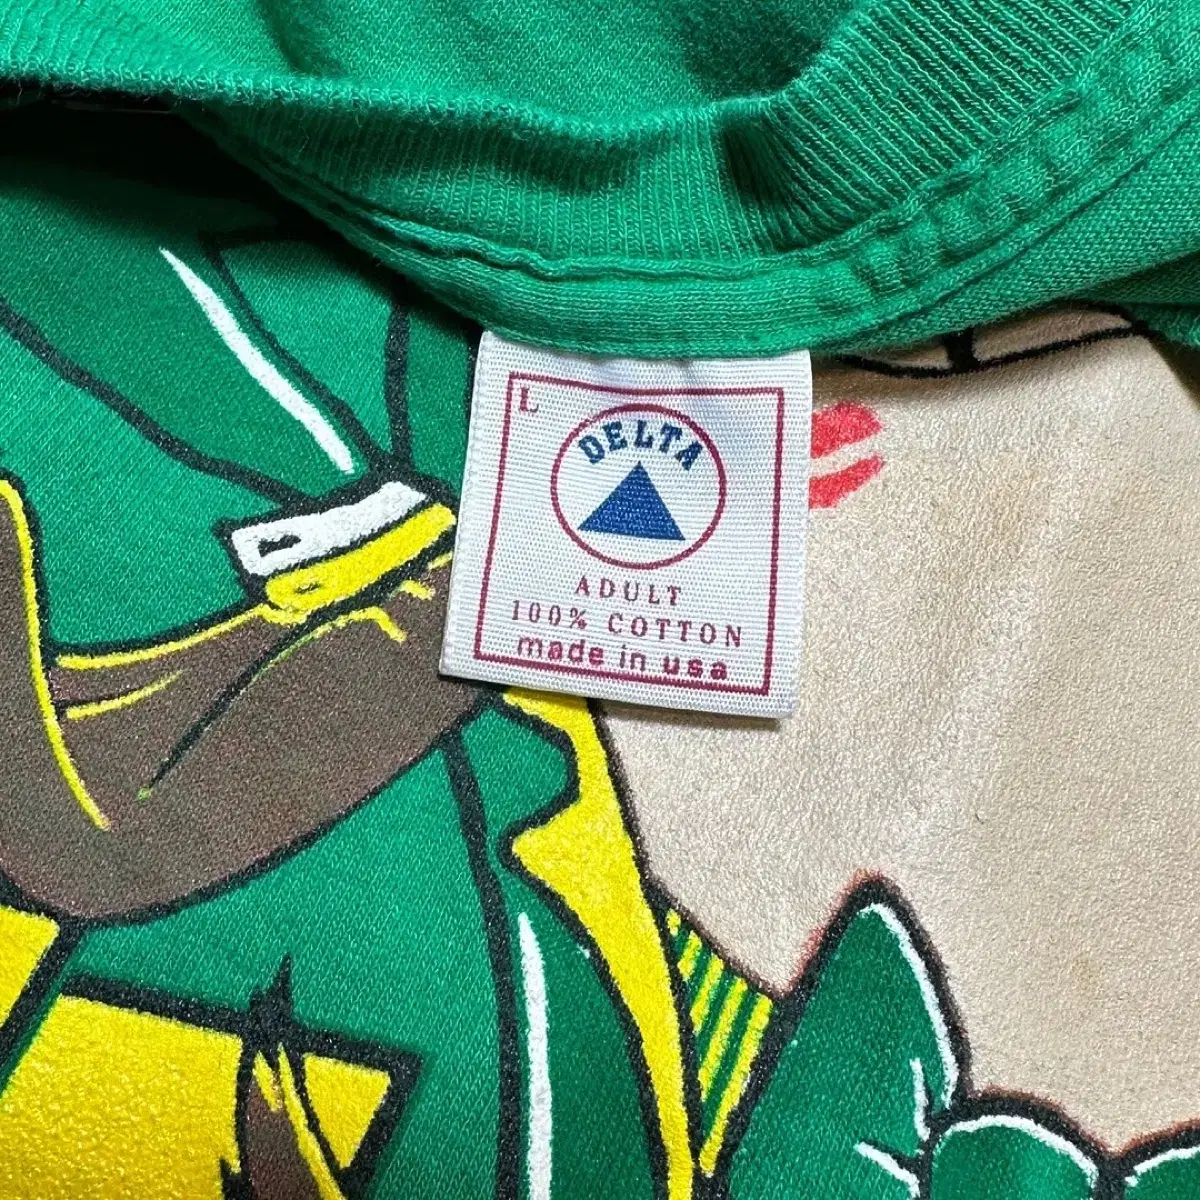 L
DELTA
ADULT
100% COTTON
made in usa